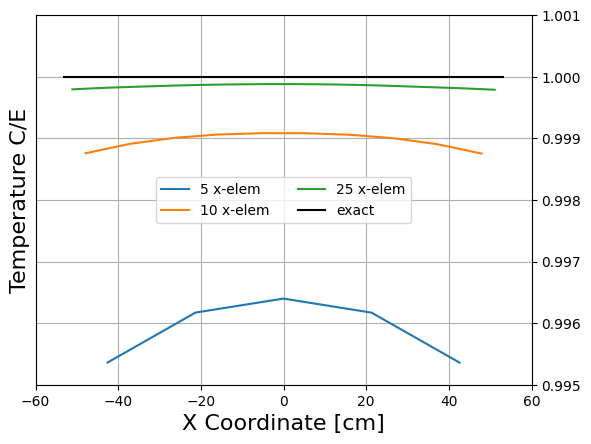 1.001
1.000
0.999
0.998
0.997
0.996
0.995
Temperature C/E
5 x-elem
10 x-elem
25 x-elem
exact
−60
−40
−20
0
20
40
60
X Coordinate [cm]